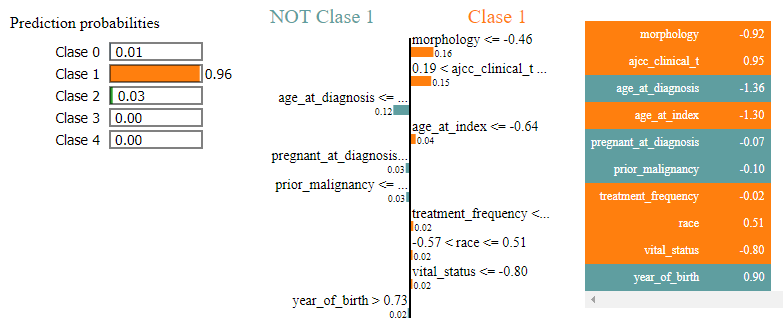 Prediction probabilities
Clase 0 0.01
Clase 1 0.96
Clase 2 0.03
Clase 3 0.00
Clase 4 0.00
NOT Clase 1 Clase 1
morphology <= -0.46
0.16
0.19 < ajcc_clinical_t ...
0.15
age_at_diagnosis <= ...
0.12
age_at_index <= -0.64
0.04
pregnant_at_diagnosis...
0.03
prior_malignancy <= ...
0.03
treatment_frequency <...
0.02
-0.57 < race <= 0.51
0.02
vital_status <= -0.80
0.02
year_of_birth > 0.73
0.02
morphology -0.92
ajcc_clinical_t 0.95
age_at_diagnosis -1.36
age_at_index -1.30
pregnant_at_diagnosis -0.07
prior_malignancy -0.10
treatment_frequency -0.02
race 0.51
vital_status -0.80
year_of_birth 0.90